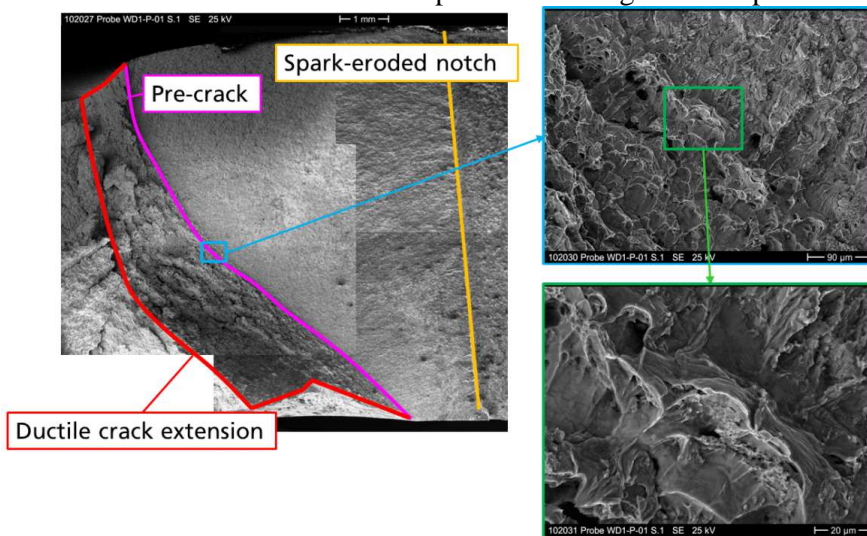 102027 Probe WD1-P-01 S.1 SE 25 kV
1 mm
Spark-eroded notch
Pre-crack
Ductile crack extension
102030 Probe WD1-P-01 S.1 SE 25 kV
90 µm
102031 Probe WD1-P-01 S.1 SE 25 kV
20 µm